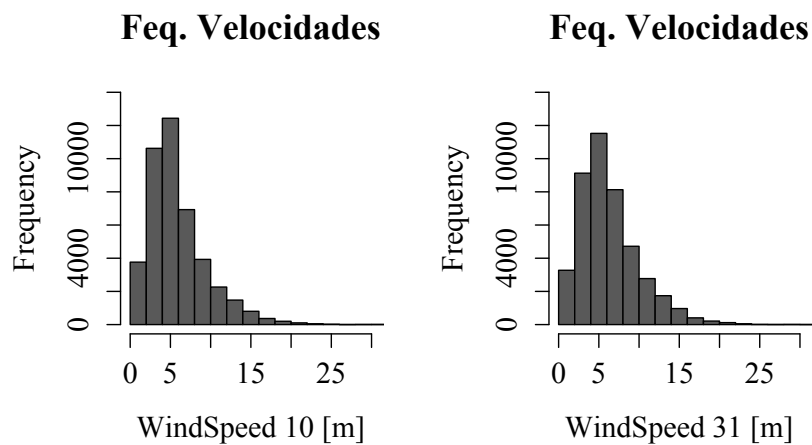 Feq. Velocidades
Frequency
0 4000 10000
0 5 15 25
WindSpeed 10 [m]
Feq. Velocidades
Frequency
0 4000 10000
0 5 15 25
WindSpeed 31 [m]